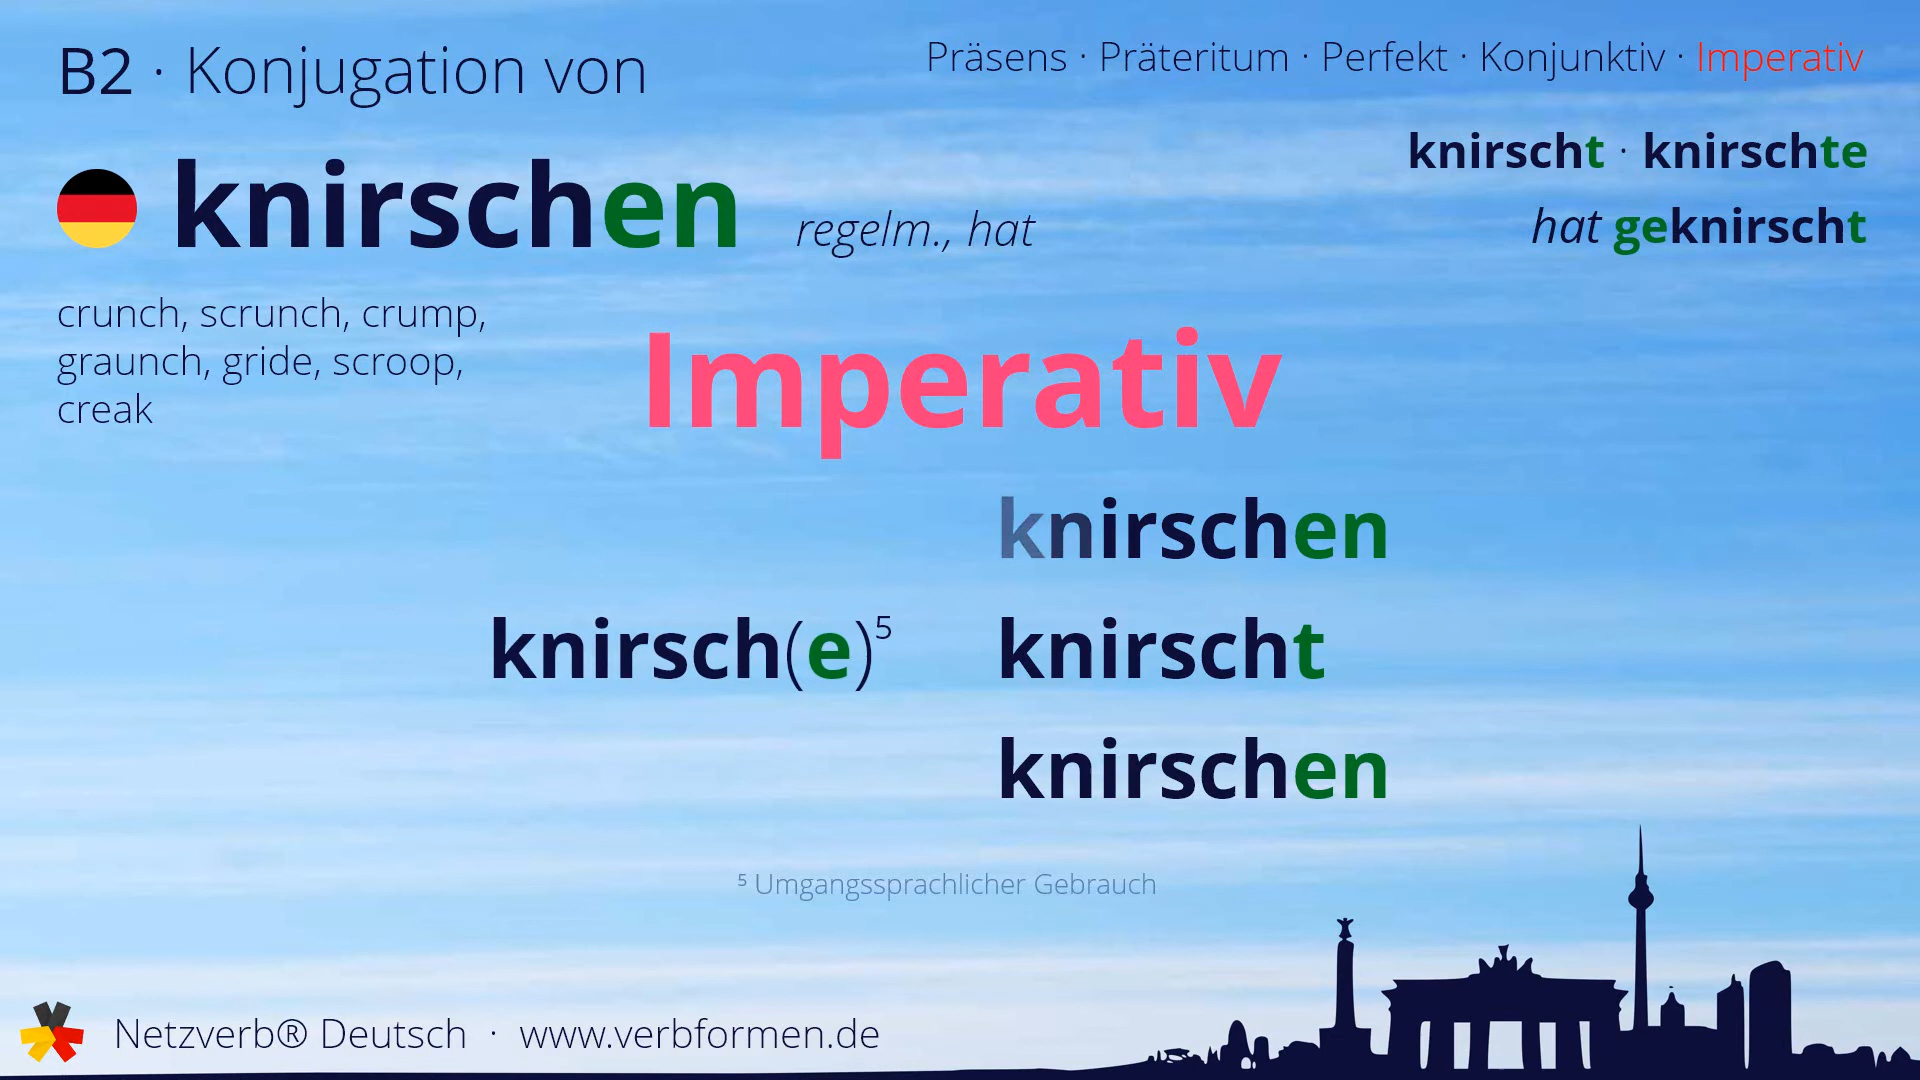 B2 · Konjugation von
Präsens · Präteritum · Perfekt · Konjunktiv · Imperativ
knirschen regelm., hat
knirscht · knirschte
hat geknirscht
crunch, scrunch, crump,
graunch, gride, scroop,
creak
Imperativ
knirschen
knirsch(e)⁵ knirscht
knirschen
⁵ Umgangssprachlicher Gebrauch
Netzverb® Deutsch · www.verbformen.de